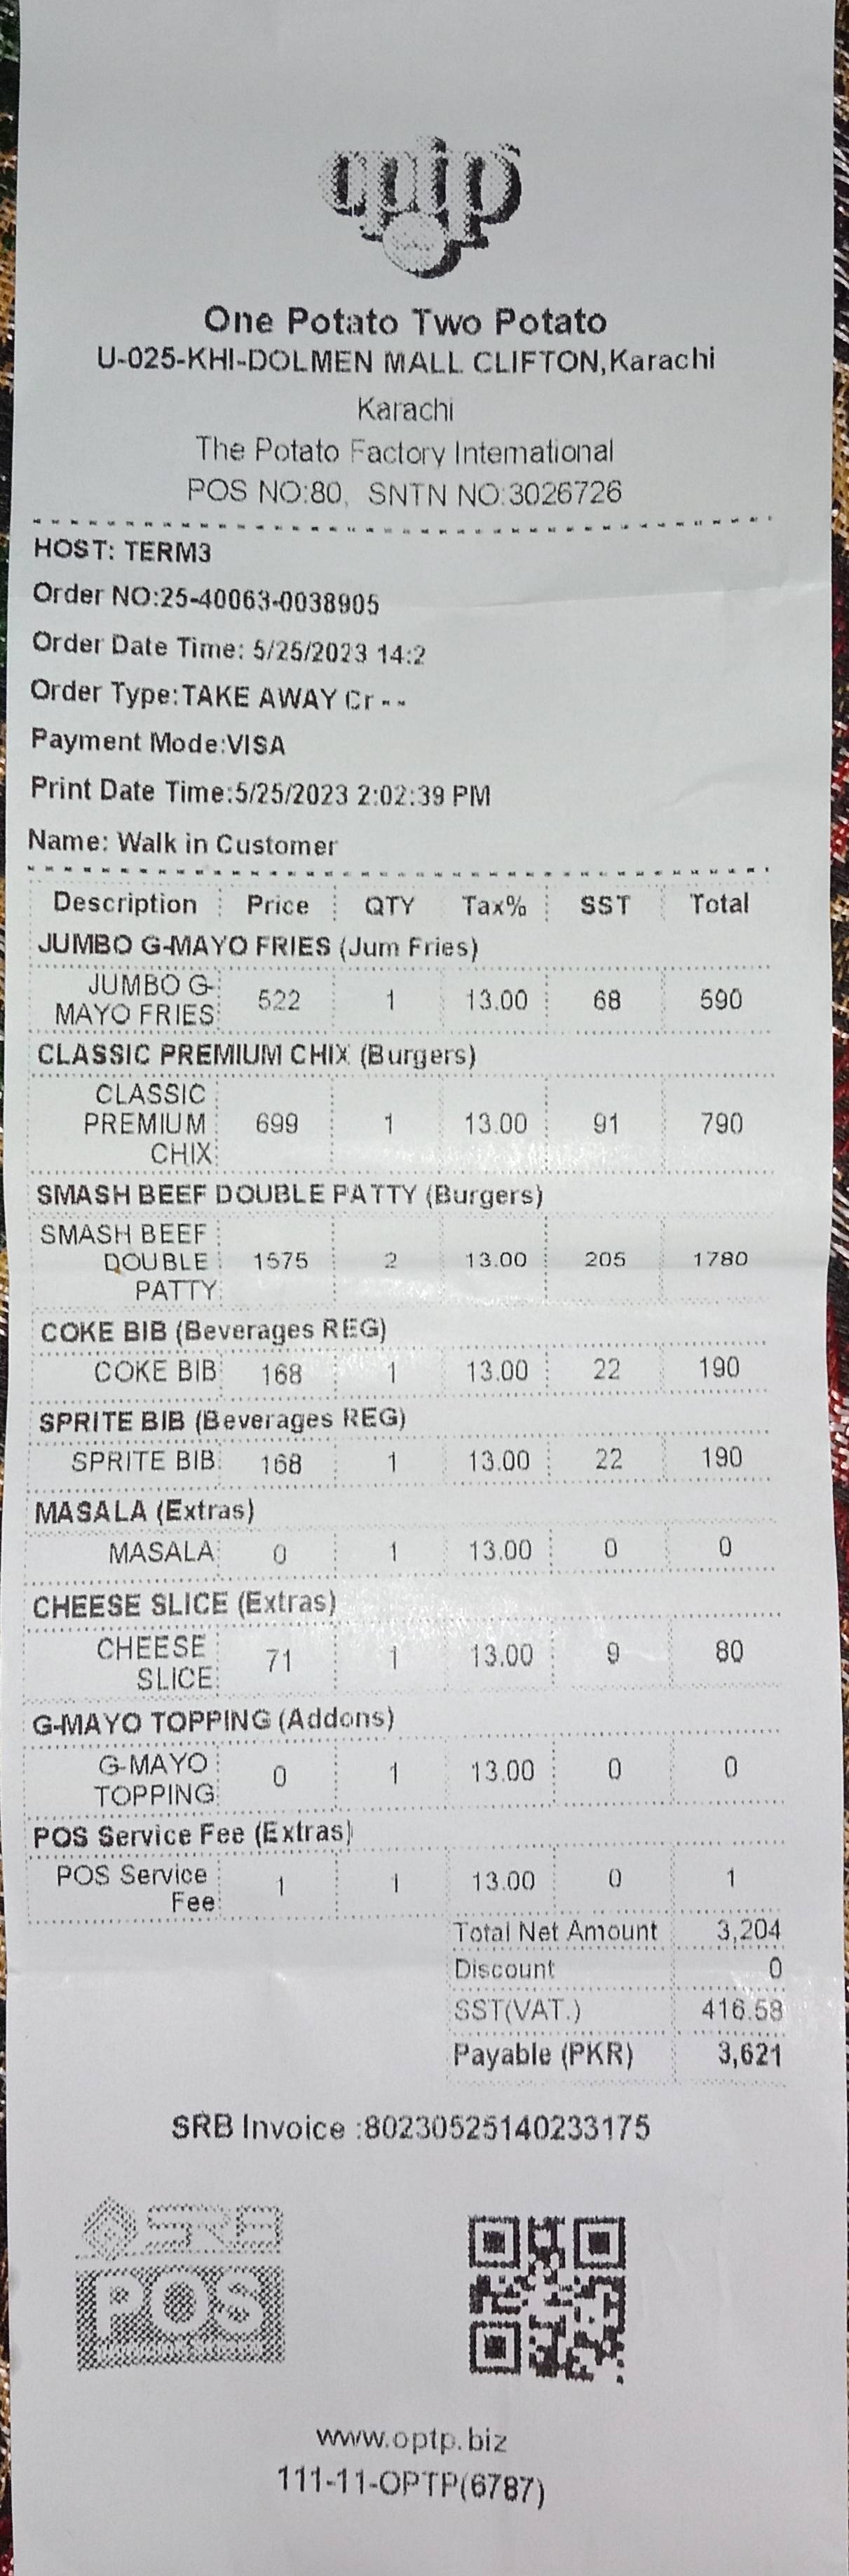 optp
One Potato Two Potato
U-025-KHI-DOLMEN MALL CLIFTON,Karachi
Karachi
The Potato Factory International
POS NO:80, SNTN NO:3026726
HOST: TERM3
Order NO:25-40063-0038905
Order Date Time: 5/25/2023 14:2
Order Type:TAKE AWAY Cr - -
Payment Mode:VISA
Print Date Time:5/25/2023 2:02:39 PM
Name: Walk in Customer
Description Price QTY Tax% SST Total
JUMBO G-MAYO FRIES (Jum Fries)
JUMBO G-
MAYO FRIES 522 1 13.00 68 590
CLASSIC PREMIUM CHIX (Burgers)
CLASSIC
PREMIUM 699 1 13.00 91 790
CHIX
SMASH BEEF DOUBLE PATTY (Burgers)
SMASH BEEF
DOUBLE 1575 2 13.00 205 1780
PATTY
COKE BIB (Beverages REG)
COKE BIB 168 1 13.00 22 190
SPRITE BIB (Beverages REG)
SPRITE BIB 168 1 13.00 22 190
MASALA (Extras)
MASALA 0 1 13.00 0 0
CHEESE SLICE (Extras)
CHEESE
SLICE 71 1 13.00 9 80
G-MAYO TOPPING (Addons)
G-MAYO
TOPPING 0 1 13.00 0 0
POS Service Fee (Extras)
POS Service
Fee 1 1 13.00 0 1
Total Net Amount 3,204
Discount 0
SST(VAT.) 416.58
Payable (PKR) 3,621
SRB Invoice :80230525140233175
SRB
POS
www.optp.biz
111-11-OPTP(6787)